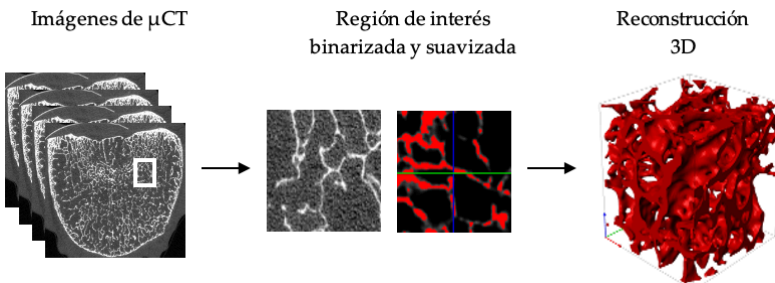 Imágenes de μCT
Región de interés
binarizada y suavizada
Reconstrucción
3D